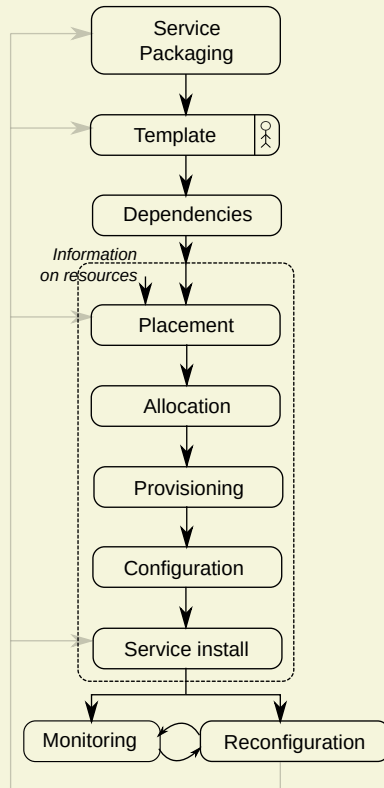 Service
Packaging
Template
Dependencies
Information
on resources
Placement
Allocation
Provisioning
Configuration
Service install
Monitoring
Reconfiguration